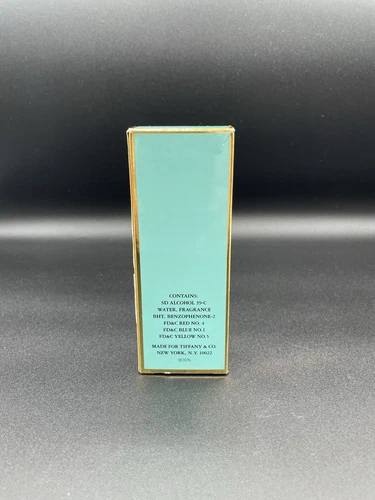 CONTAINS:
SD ALCOHOL 39-C
WATER, FRAGRANCE
BHT, BENZOPHENONE-2
FD&C RED NO. 4
FD&C BLUE NO.1
FD&C YELLOW NO. 5
MADE FOR TIFFANY & CO.
NEW YORK, N.Y. 10022